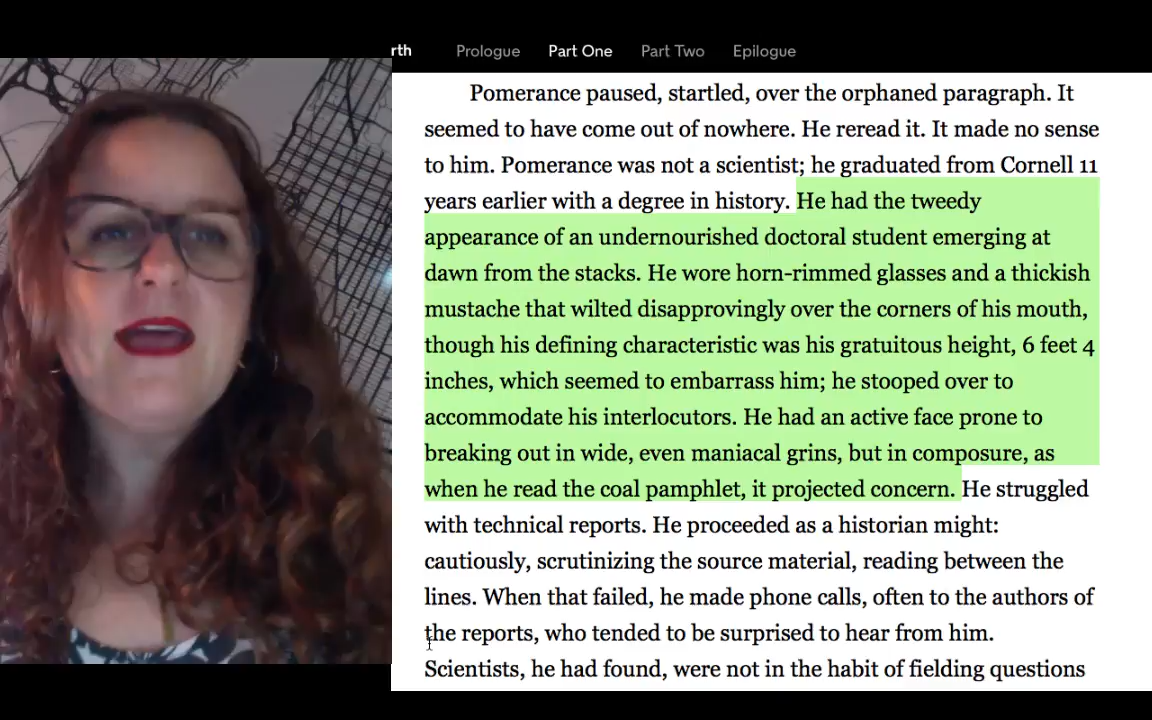 rth Prologue Part One Part Two Epilogue
Pomerance paused, startled, over the orphaned paragraph. It
seemed to have come out of nowhere. He reread it. It made no sense
to him. Pomerance was not a scientist; he graduated from Cornell 11
years earlier with a degree in history. He had the tweedy
appearance of an undernourished doctoral student emerging at
dawn from the stacks. He wore horn-rimmed glasses and a thickish
mustache that wilted disapprovingly over the corners of his mouth,
though his defining characteristic was his gratuitous height, 6 feet 4
inches, which seemed to embarrass him; he stooped over to
accommodate his interlocutors. He had an active face prone to
breaking out in wide, even maniacal grins, but in composure, as
when he read the coal pamphlet, it projected concern. He struggled
with technical reports. He proceeded as a historian might:
cautiously, scrutinizing the source material, reading between the
lines. When that failed, he made phone calls, often to the authors of
the reports, who tended to be surprised to hear from him.
Scientists, he had found, were not in the habit of fielding questions